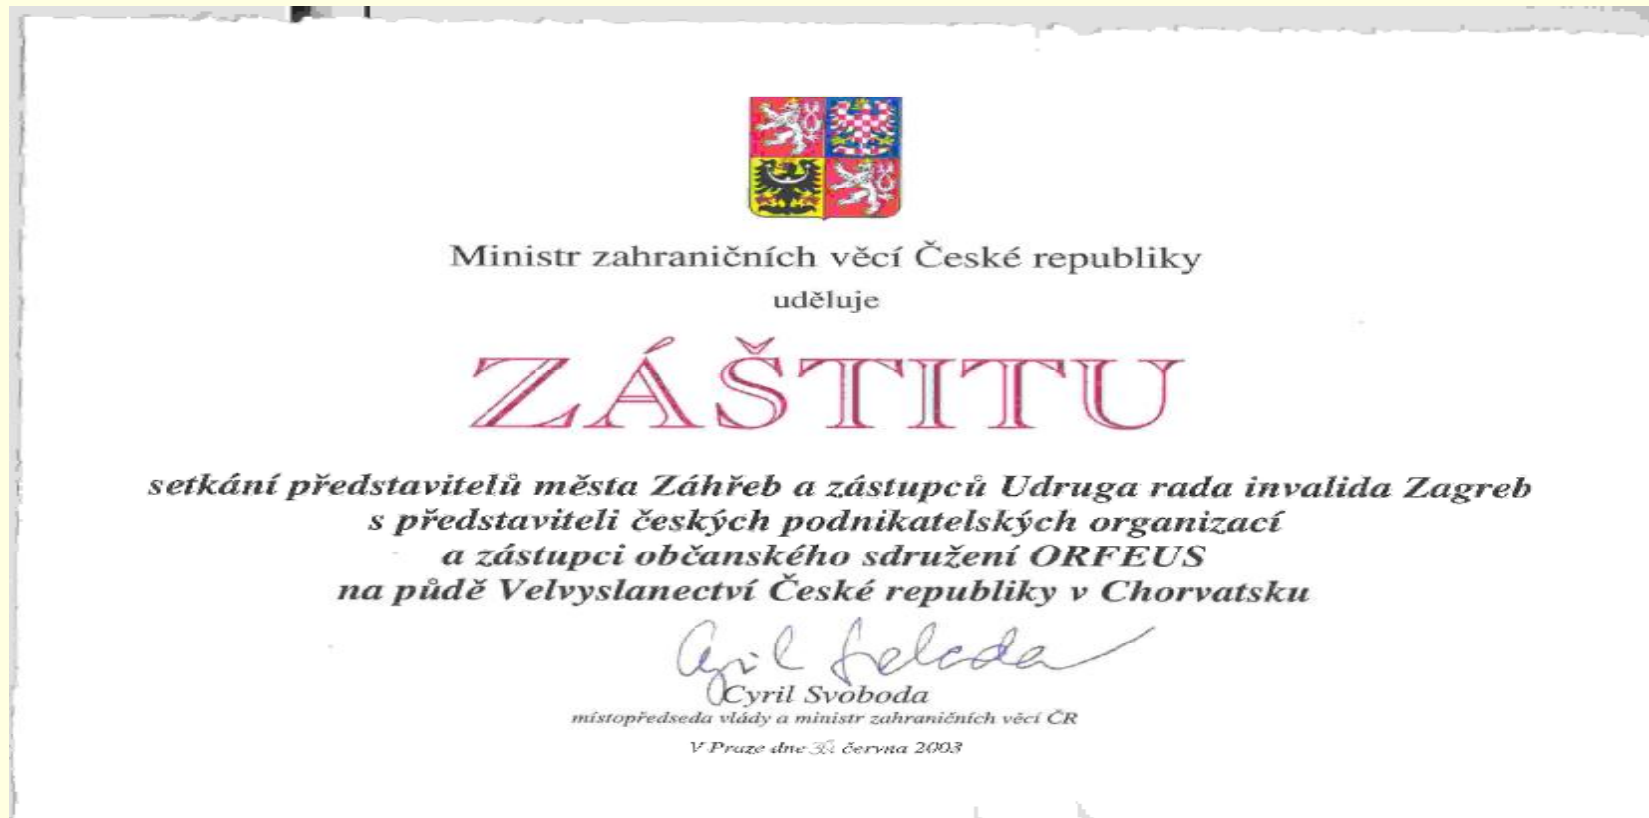 Ministr zahraničních věcí České republiky
uděluje
ZÁŠTITU
setkání představitelů města Záhřeb a zástupců Udruga rada invalida Zagreb
s představiteli českých podnikatelských organizací
a zástupci občanského sdružení ORFEUS
na půdě Velvyslanectví České republiky v Chorvatsku
Cyril Svoboda
místopředseda vlády a ministr zahraničních věcí ČR
V Praze dne června 2003